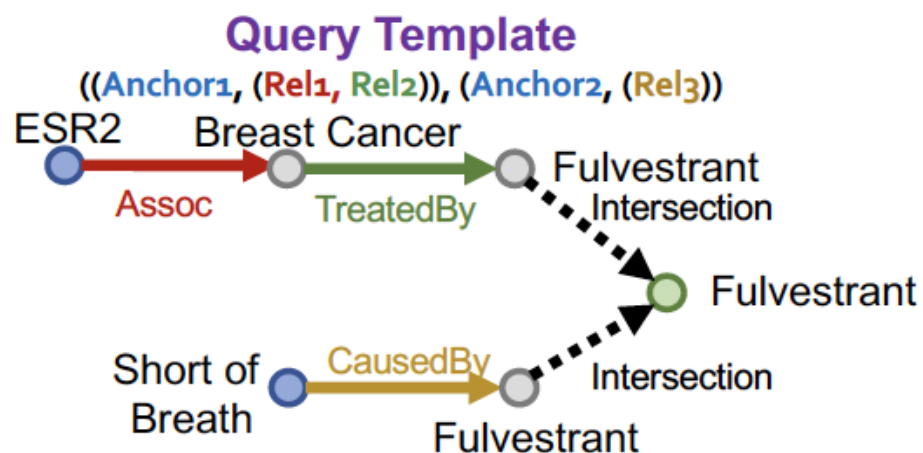 Query Template
((Anchor1, (Rel1, Rel2)), (Anchor2, (Rel3))
ESR2
Breast Cancer
Fulvestrant
Assoc
TreatedBy
Intersection
Fulvestrant
Short of
Breath
CausedBy
Intersection
Fulvestrant